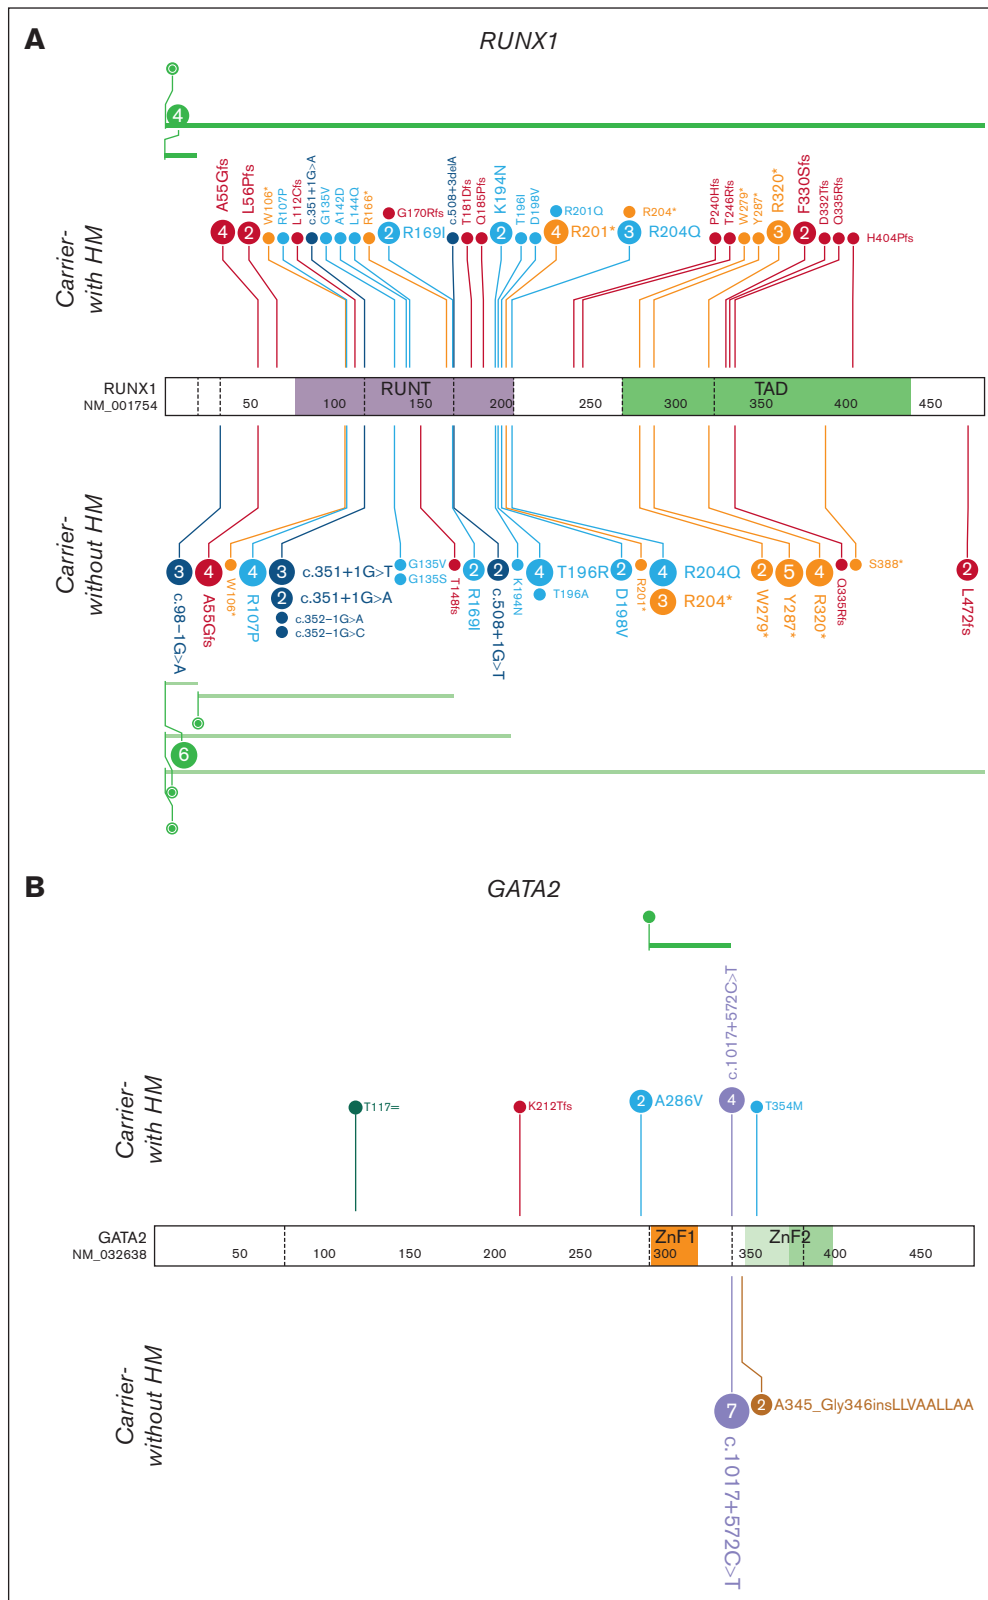 A
RUNX1
4
Carrier-
with HM
A55Gfs
L56Pfs
W106*
R107P
L112Cfs
c.351+1G>A
G135V
A142D
L144Q
R166*
G170Rfs
R169I
c.508+3delA
T181Dfs
Q185Pfs
K194N
T196I
D198V
R201Q
R201*
R204*
R204Q
P240Hfs
T246Rfs
W279*
Y287*
R320*
F330Sfs
D332Tfs
Q335Rfs
H404Pfs
4 2 2 2 4 3 3 2
RUNX1
NM_001754
RUNT
TAD
50 100 150 200 250 300 350 400 450
Carrier-
without HM
3 4 4 3 2 2 2 4 2 4 3 2 5 4 2
c.98−1G>A
A55Gfs
W106*
R107P
c.351+1G>T
c.351+1G>A
c.352−1G>A
c.352−1G>C
G135V
G135S
T148fs
R169I
c.508+1G>T
K194N
T196R
T196A
D198V
R201*
R204Q
R204*
W279*
Y287*
R320*
Q335Rfs
S388*
L472fs
6
B
GATA2
Carrier-
with HM
T117=
K212Tfs
2 A286V
c.1017+572C>T
4
T354M
GATA2
NM_032638
ZnF1
ZnF2
50 100 150 200 250 300 350 400 450
Carrier-
without HM
7
c.1017+572C>T
2 A345_Gly346insLLVAALLAA